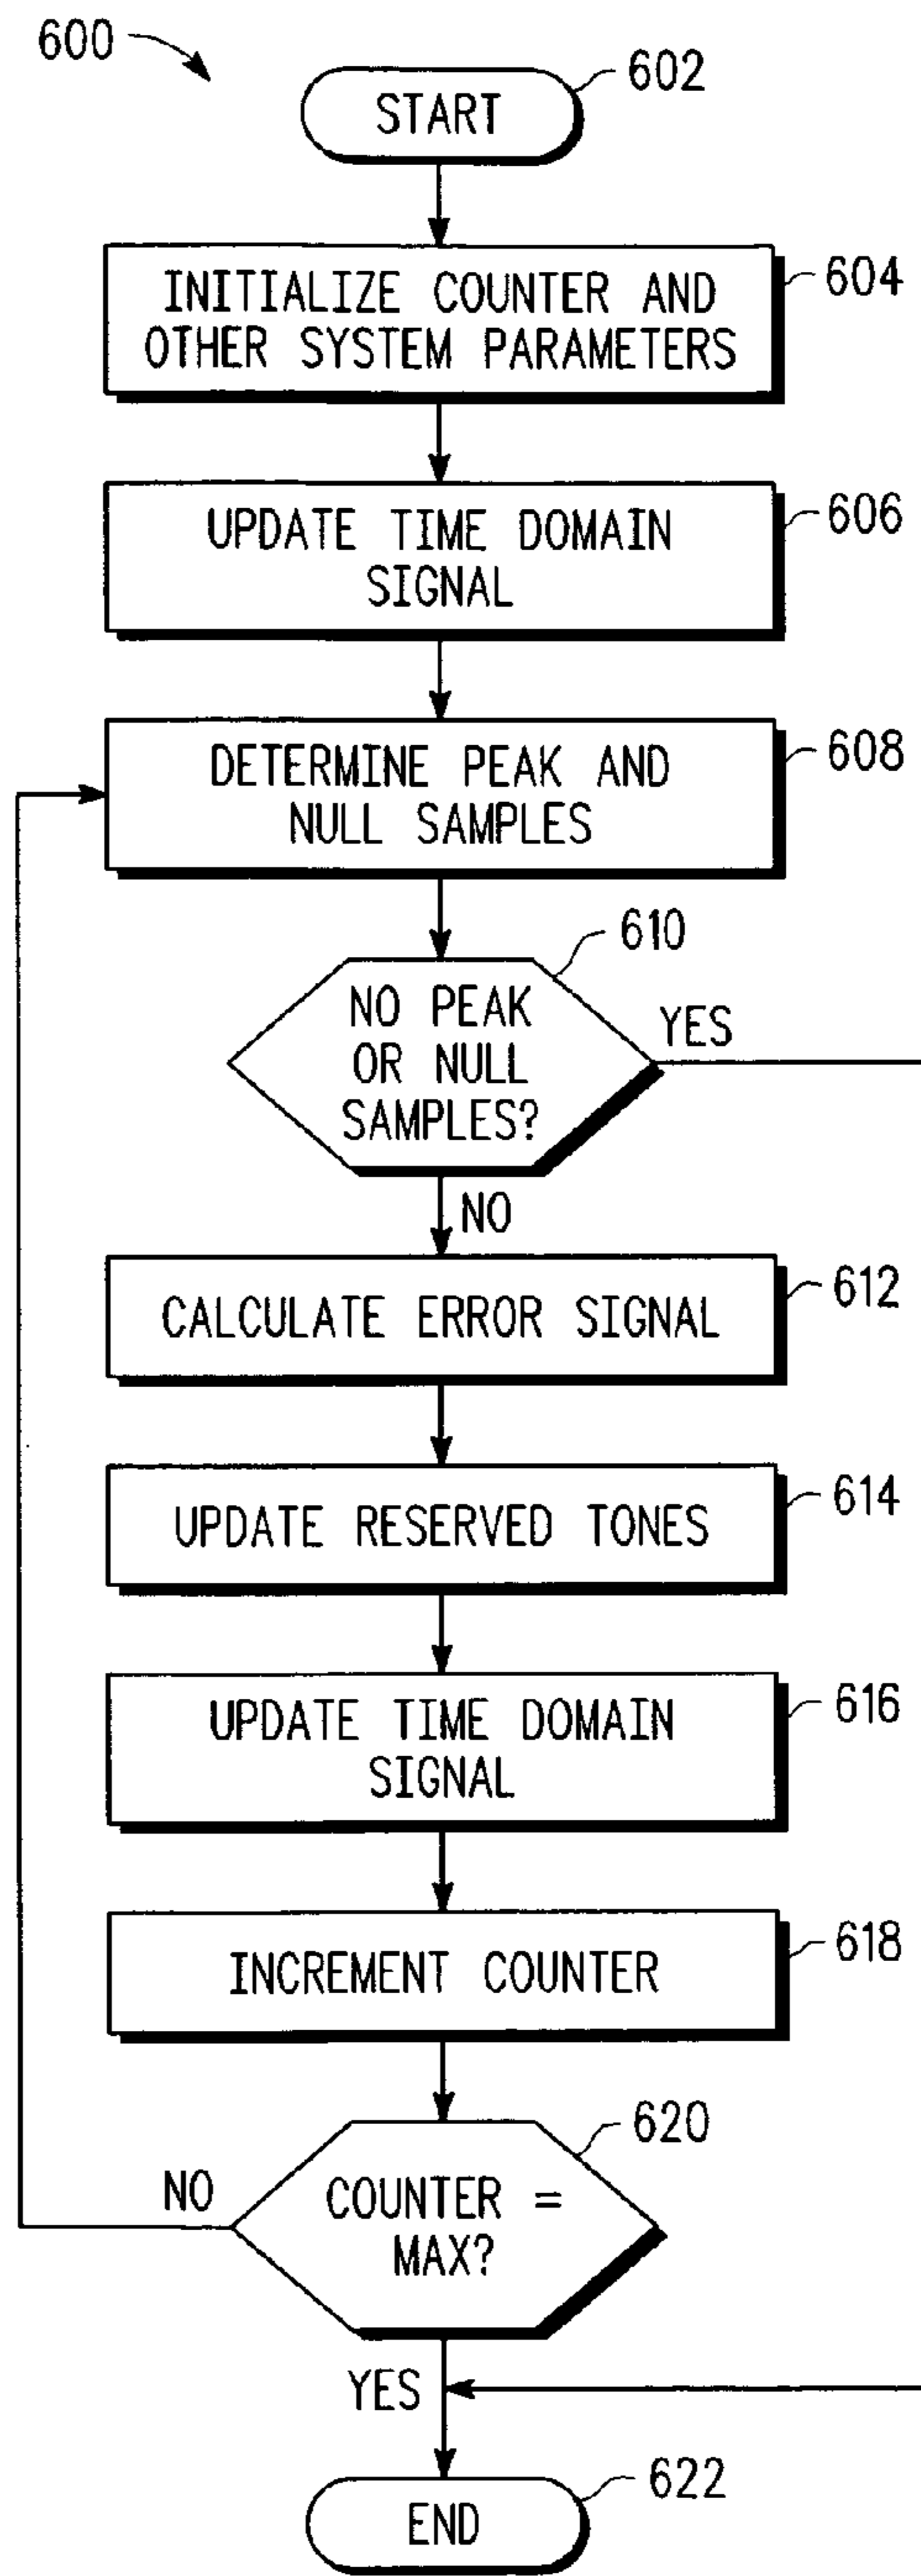 600
START
602
INITIALIZE COUNTER AND
OTHER SYSTEM PARAMETERS
604
UPDATE TIME DOMAIN
SIGNAL
606
DETERMINE PEAK AND
NULL SAMPLES
608
NO PEAK
OR NULL
SAMPLES?
610
YES
NO
CALCULATE ERROR SIGNAL
612
UPDATE RESERVED TONES
614
UPDATE TIME DOMAIN
SIGNAL
616
INCREMENT COUNTER
618
COUNTER =
MAX?
620
NO
YES
END
622